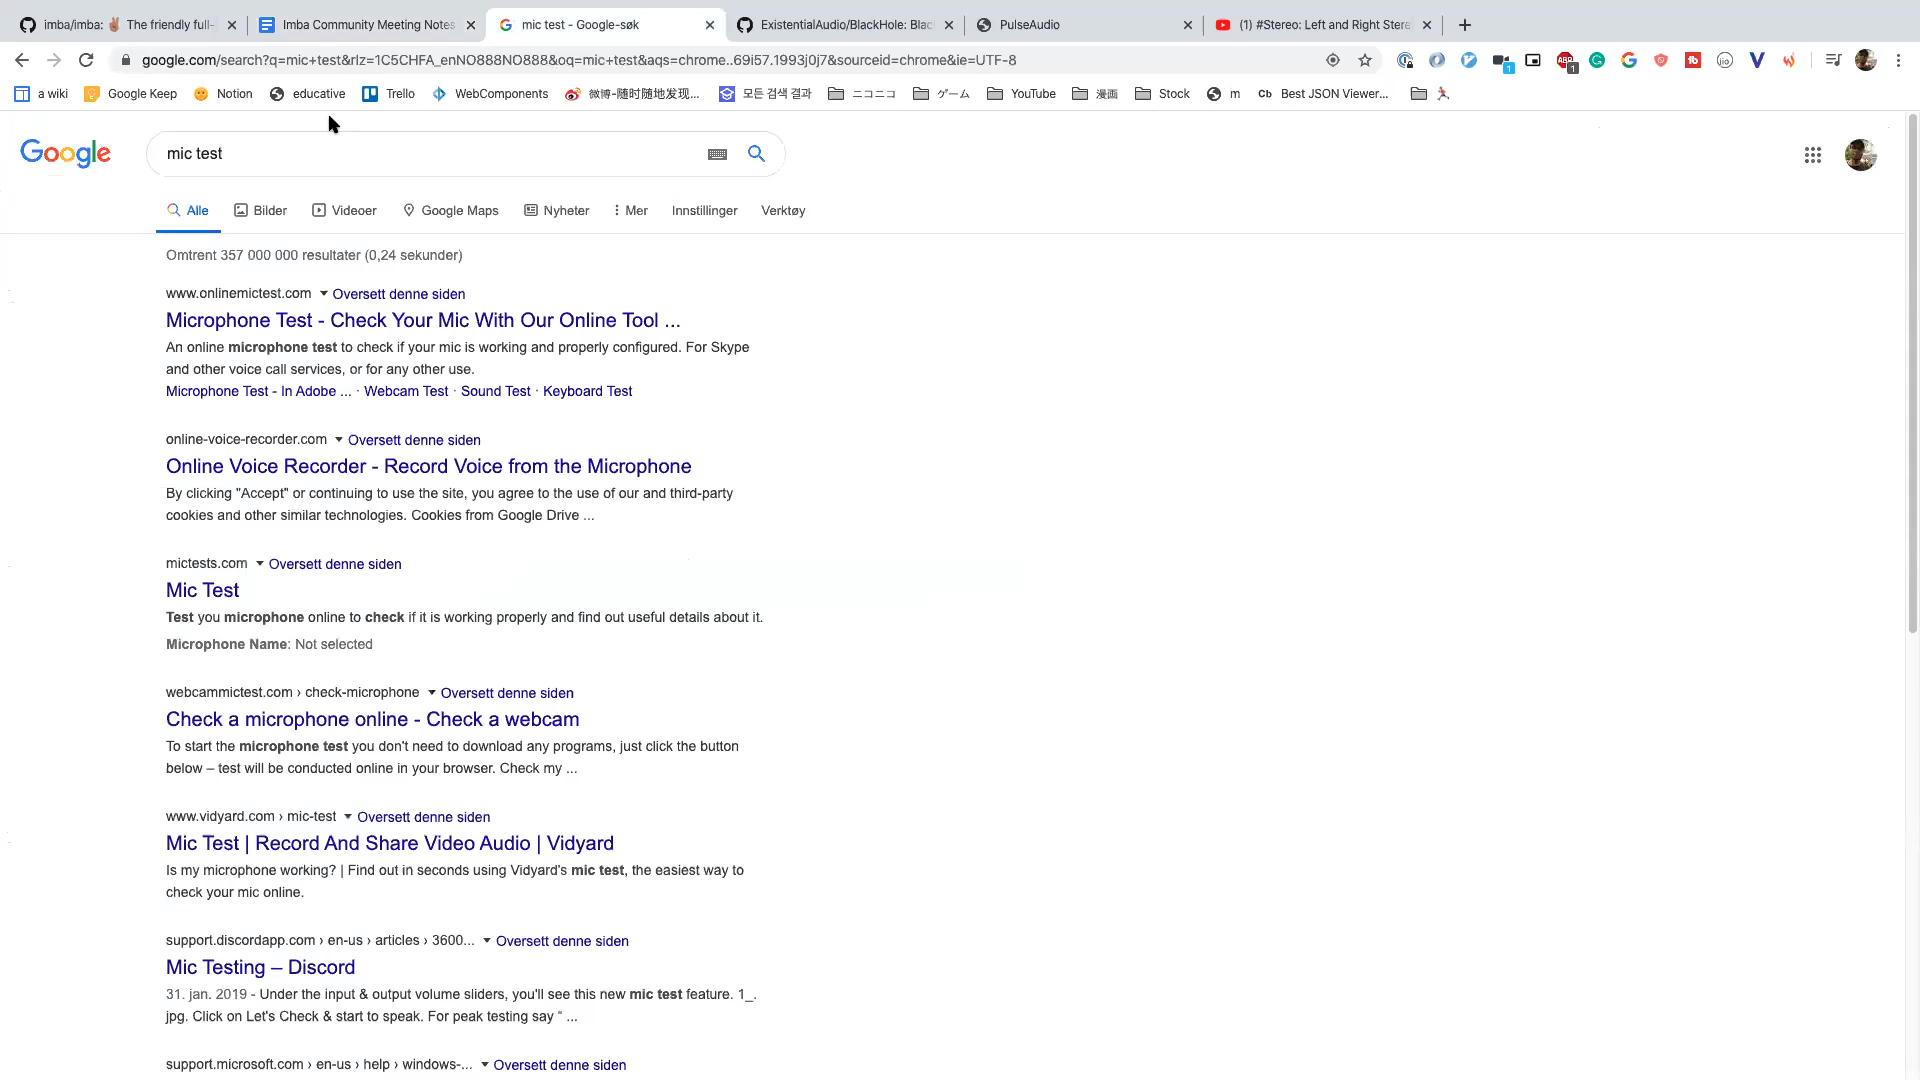 imba/imba: ✌🏽 The friendly full-
Imba Community Meeting Notes
mic test - Google-søk
ExistentialAudio/BlackHole: Blac
PulseAudio
(1) #Stereo: Left and Right Stere
google.com/search?q=mic+test&rlz=1C5CHFA_enNO888NO888&oq=mic+test&aqs=chrome..69i57.1993j0j7&sourceid=chrome&ie=UTF-8
a wiki
Google Keep
Notion
educative
Trello
WebComponents
微博-随时随地发现...
모든 검색 결과
ニコニコ
ゲーム
YouTube
漫画
Stock
m
Cb Best JSON Viewer...
Google
mic test
Alle
Bilder
Videoer
Google Maps
Nyheter
Mer
Innstillinger
Verktøy
Omtrent 357 000 000 resultater (0,24 sekunder)
www.onlinemictest.com Oversett denne siden
Microphone Test - Check Your Mic With Our Online Tool ...
An online microphone test to check if your mic is working and properly configured. For Skype
and other voice call services, or for any other use.
Microphone Test - In Adobe ... · Webcam Test · Sound Test · Keyboard Test
online-voice-recorder.com Oversett denne siden
Online Voice Recorder - Record Voice from the Microphone
By clicking "Accept" or continuing to use the site, you agree to the use of our and third-party
cookies and other similar technologies. Cookies from Google Drive ...
mictests.com Oversett denne siden
Mic Test
Test you microphone online to check if it is working properly and find out useful details about it.
Microphone Name: Not selected
webcammictest.com › check-microphone Oversett denne siden
Check a microphone online - Check a webcam
To start the microphone test you don't need to download any programs, just click the button
below – test will be conducted online in your browser. Check my ...
www.vidyard.com › mic-test Oversett denne siden
Mic Test | Record And Share Video Audio | Vidyard
Is my microphone working? | Find out in seconds using Vidyard's mic test, the easiest way to
check your mic online.
support.discordapp.com › en-us › articles › 3600... Oversett denne siden
Mic Testing – Discord
31. jan. 2019 - Under the input & output volume sliders, you'll see this new mic test feature. 1_.
jpg. Click on Let's Check & start to speak. For peak testing say “ ...
support.microsoft.com › en-us › help › windows-... Oversett denne siden